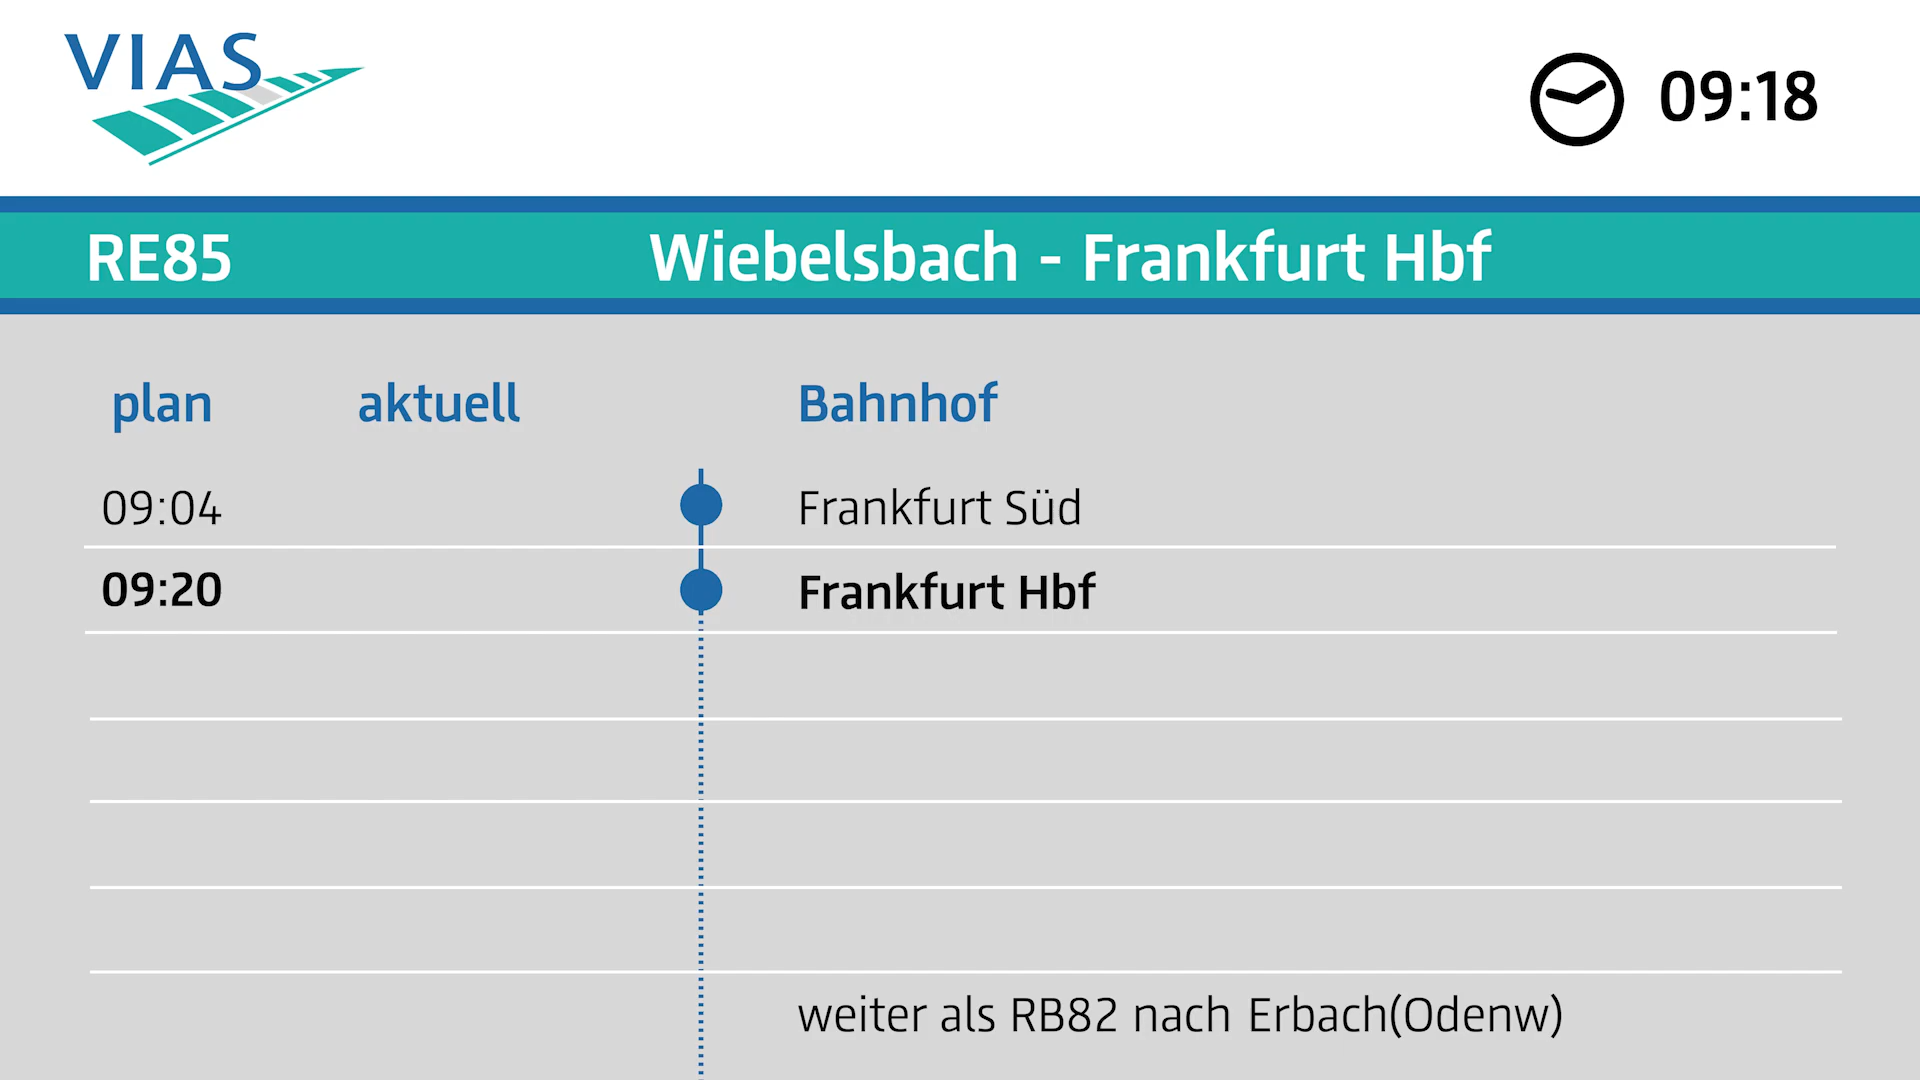 VIAS
09:18
RE85 Wiebelsbach - Frankfurt Hbf
plan aktuell Bahnhof
09:04 Frankfurt Süd
09:20 Frankfurt Hbf
weiter als RB82 nach Erbach(Odenw)